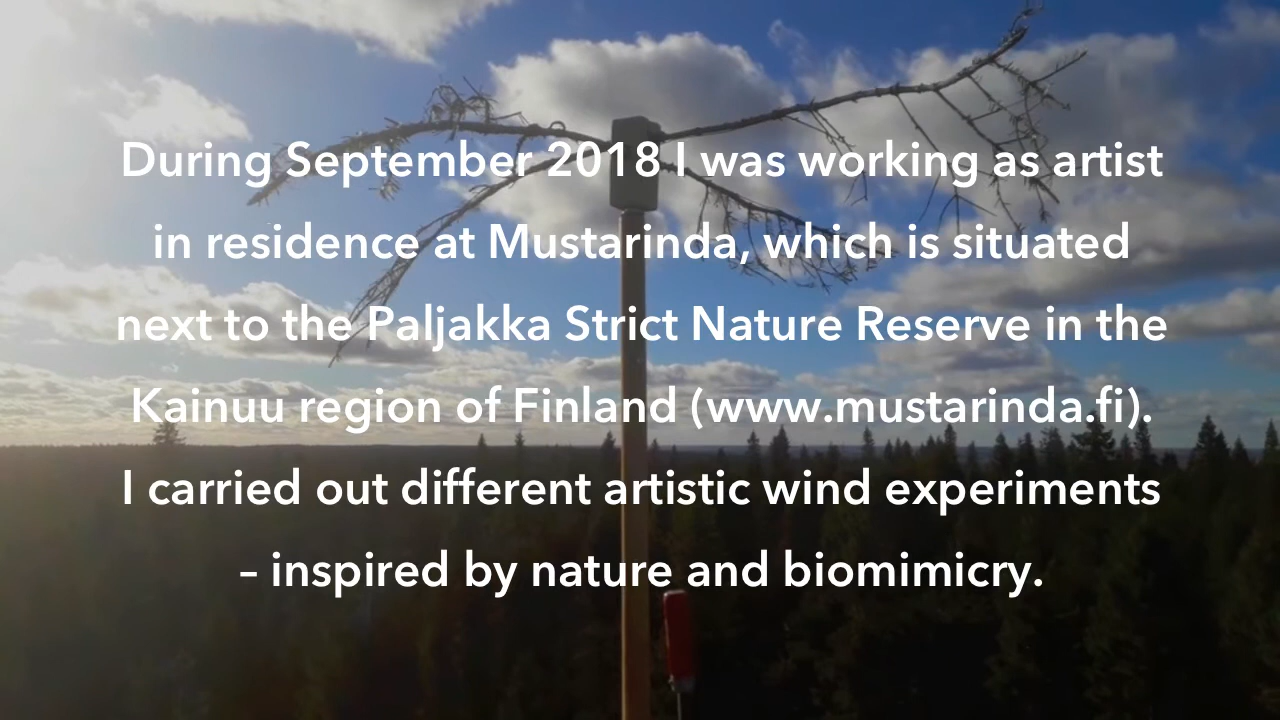 During September 2018 I was working as artist
in residence at Mustarinda, which is situated
next to the Paljakka Strict Nature Reserve in the
Kainuu region of Finland (www.mustarinda.fi).
I carried out different artistic wind experiments
– inspired by nature and biomimicry.